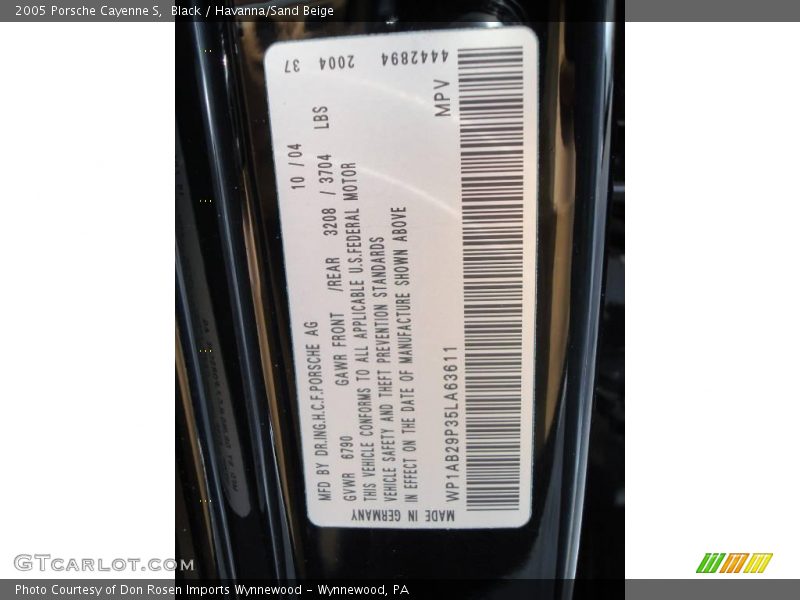 2005 Porsche Cayenne S,  Black / Havanna/Sand Beige
4442894 2004 37
10 / 04
MFD BY DR.ING.H.C.F.PORSCHE AG
GVWR 6790 GAWR FRONT /REAR 3208 / 3704 LBS
THIS VEHICLE CONFORMS TO ALL APPLICABLE U.S.FEDERAL MOTOR
VEHICLE SAFETY AND THEFT PREVENTION STANDARDS
IN EFFECT ON THE DATE OF MANUFACTURE SHOWN ABOVE
WP1AB29P35LA63611 MPV
MADE IN GERMANY
GTcarlot.com
Photo Courtesy of Don Rosen Imports Wynnewood – Wynnewood, PA